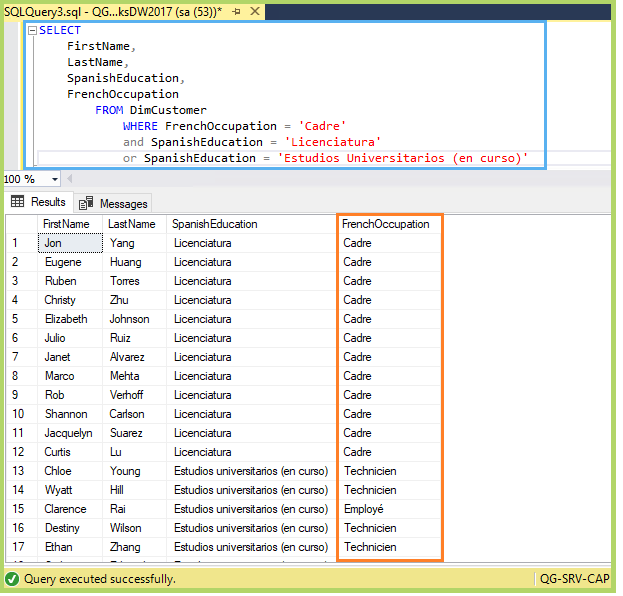 SQLQuery3.sql - QG...ksDW2017 (sa (53))*
SELECT
FirstName,
LastName,
SpanishEducation,
FrenchOccupation
FROM DimCustomer
WHERE FrenchOccupation = 'Cadre'
and SpanishEducation = 'Licenciatura'
or SpanishEducation = 'Estudios Universitarios (en curso)'
100 %
Results Messages
FirstName LastName SpanishEducation FrenchOccupation
1 Jon Yang Licenciatura Cadre
2 Eugene Huang Licenciatura Cadre
3 Ruben Torres Licenciatura Cadre
4 Christy Zhu Licenciatura Cadre
5 Elizabeth Johnson Licenciatura Cadre
6 Julio Ruiz Licenciatura Cadre
7 Janet Alvarez Licenciatura Cadre
8 Marco Mehta Licenciatura Cadre
9 Rob Verhoff Licenciatura Cadre
10 Shannon Carlson Licenciatura Cadre
11 Jacquelyn Suarez Licenciatura Cadre
12 Curtis Lu Licenciatura Cadre
13 Chloe Young Estudios universitarios (en curso) Technicien
14 Wyatt Hill Estudios universitarios (en curso) Technicien
15 Clarence Rai Estudios universitarios (en curso) Employé
16 Destiny Wilson Estudios universitarios (en curso) Technicien
17 Ethan Zhang Estudios universitarios (en curso) Technicien
Query executed successfully. QG-SRV-CAP